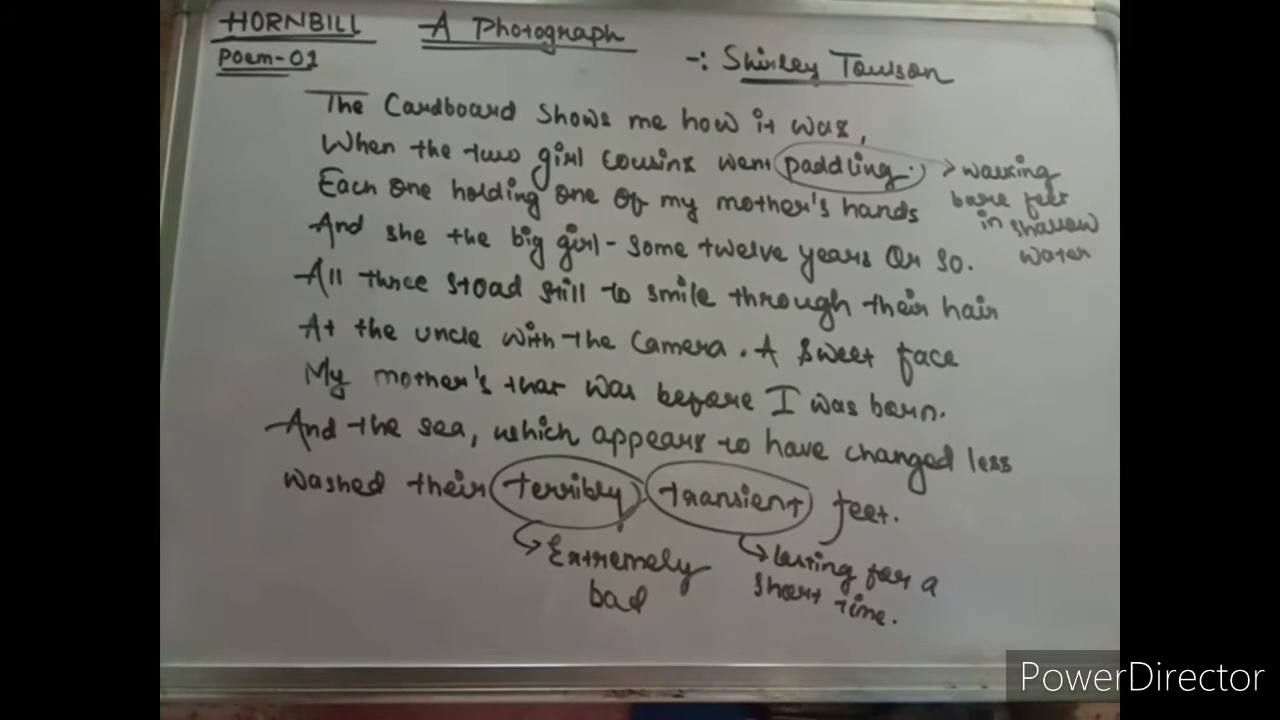 HORNBILL A Photograph
Poem-01 -: Shirley Toulson
The Cardboard shows me how it was,
When the two girl cousins went paddling.
Each one holding one of my mother's hands
And she the big girl - some twelve years Or so.
All three stood still to smile through their hair
At the uncle with the camera. A sweet face
My mother's that was before I was born.
And the sea, which appears to have changed less
washed their terribly transient feet.
walking
bare feet
in shallow
water
Extremely
bad
lasting for a
short time.
PowerDirector